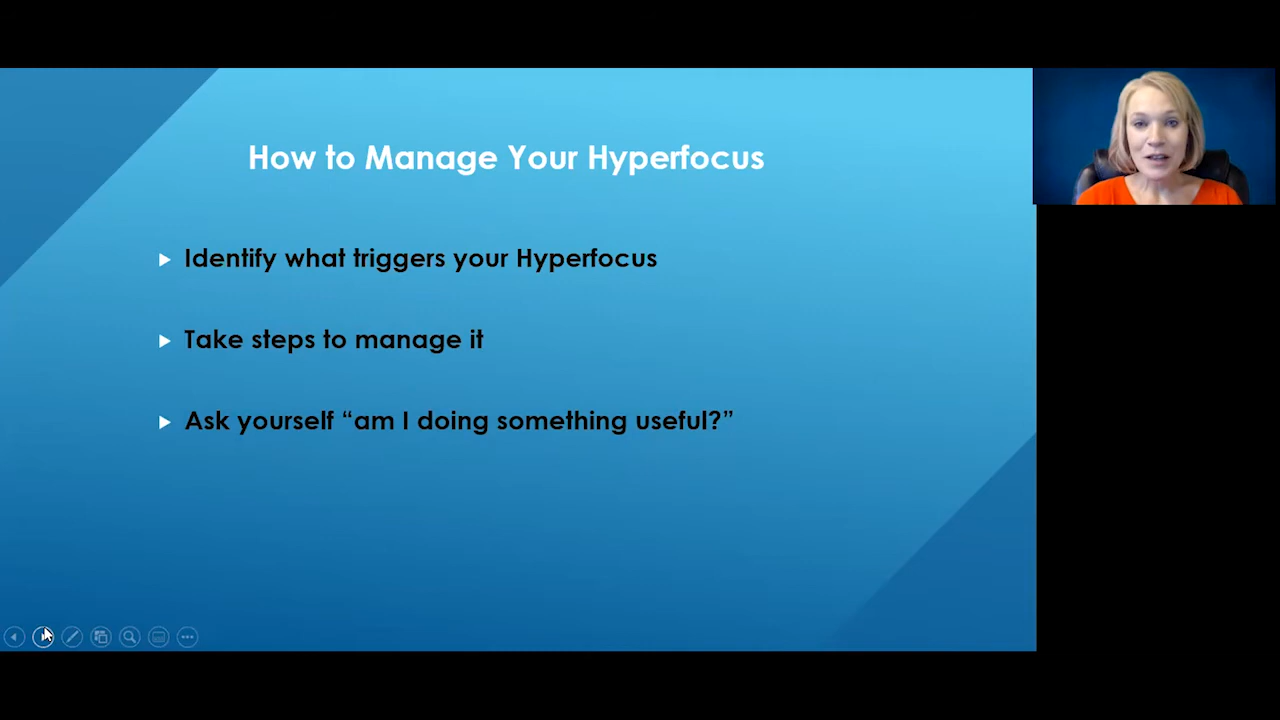 How to Manage Your Hyperfocus
Identify what triggers your Hyperfocus
Take steps to manage it
Ask yourself “am I doing something useful?”